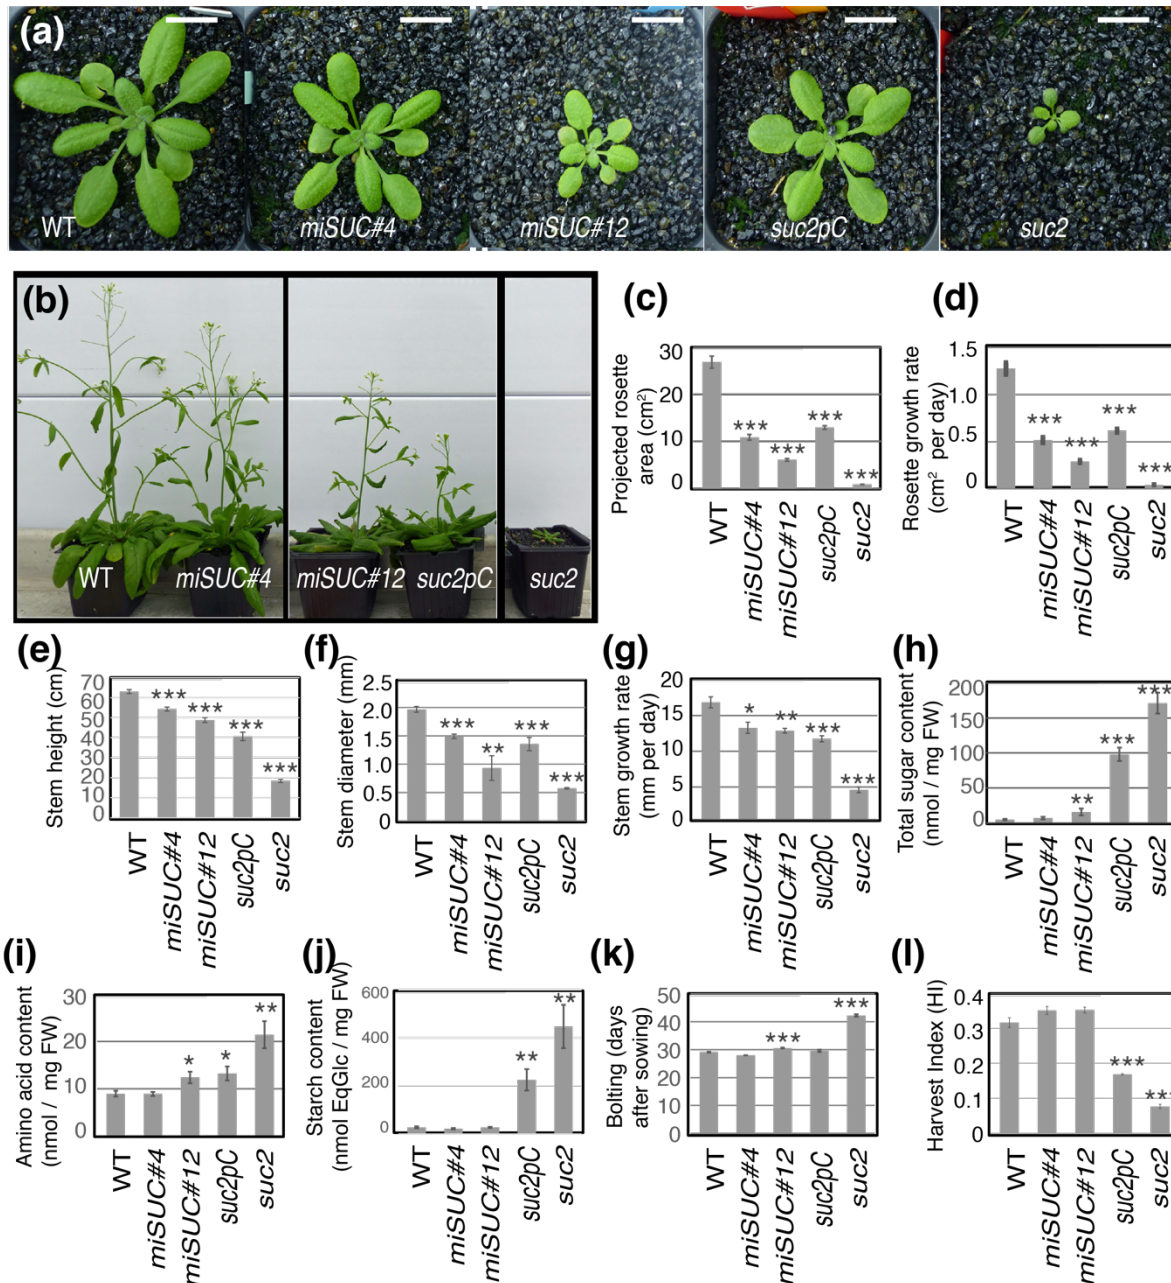 (a)
WT
miSUC#4
miSUC#12
suc2pC
suc2
(b)
WT
miSUC#4
miSUC#12
suc2pC
suc2
(c)
Projected rosette
area (cm²)
30
20
10
0
***
***
***
***
WT
miSUC#4
miSUC#12
suc2pC
suc2
(d)
Rosette growth rate
(cm² per day)
1.5
1.0
0.5
0
***
***
***
***
WT
miSUC#4
miSUC#12
suc2pC
suc2
(e)
Stem height (cm)
70
60
50
40
30
20
10
0
***
***
***
***
WT
miSUC#4
miSUC#12
suc2pC
suc2
(f)
Stem diameter (mm)
2.5
2.0
1.5
1.0
0.5
0
***
**
***
***
WT
miSUC#4
miSUC#12
suc2pC
suc2
(g)
Stem growth rate
(mm per day)
20
15
10
5
0
*
**
***
***
WT
miSUC#4
miSUC#12
suc2pC
suc2
(h)
Total sugar content
(nmol / mg FW)
200
150
100
50
0
**
***
***
WT
miSUC#4
miSUC#12
suc2pC
suc2
(i)
Amino acid content
(nmol / mg FW)
30
20
10
0
*
*
**
WT
miSUC#4
miSUC#12
suc2pC
suc2
(j)
Starch content
(nmol EqGlc / mg FW)
600
400
200
0
**
**
WT
miSUC#4
miSUC#12
suc2pC
suc2
(k)
Bolting (days
after sowing)
50
40
30
20
10
0
***
***
WT
miSUC#4
miSUC#12
suc2pC
suc2
(l)
Harvest Index (HI)
0.4
0.3
0.2
0.1
0
***
***
WT
miSUC#4
miSUC#12
suc2pC
suc2